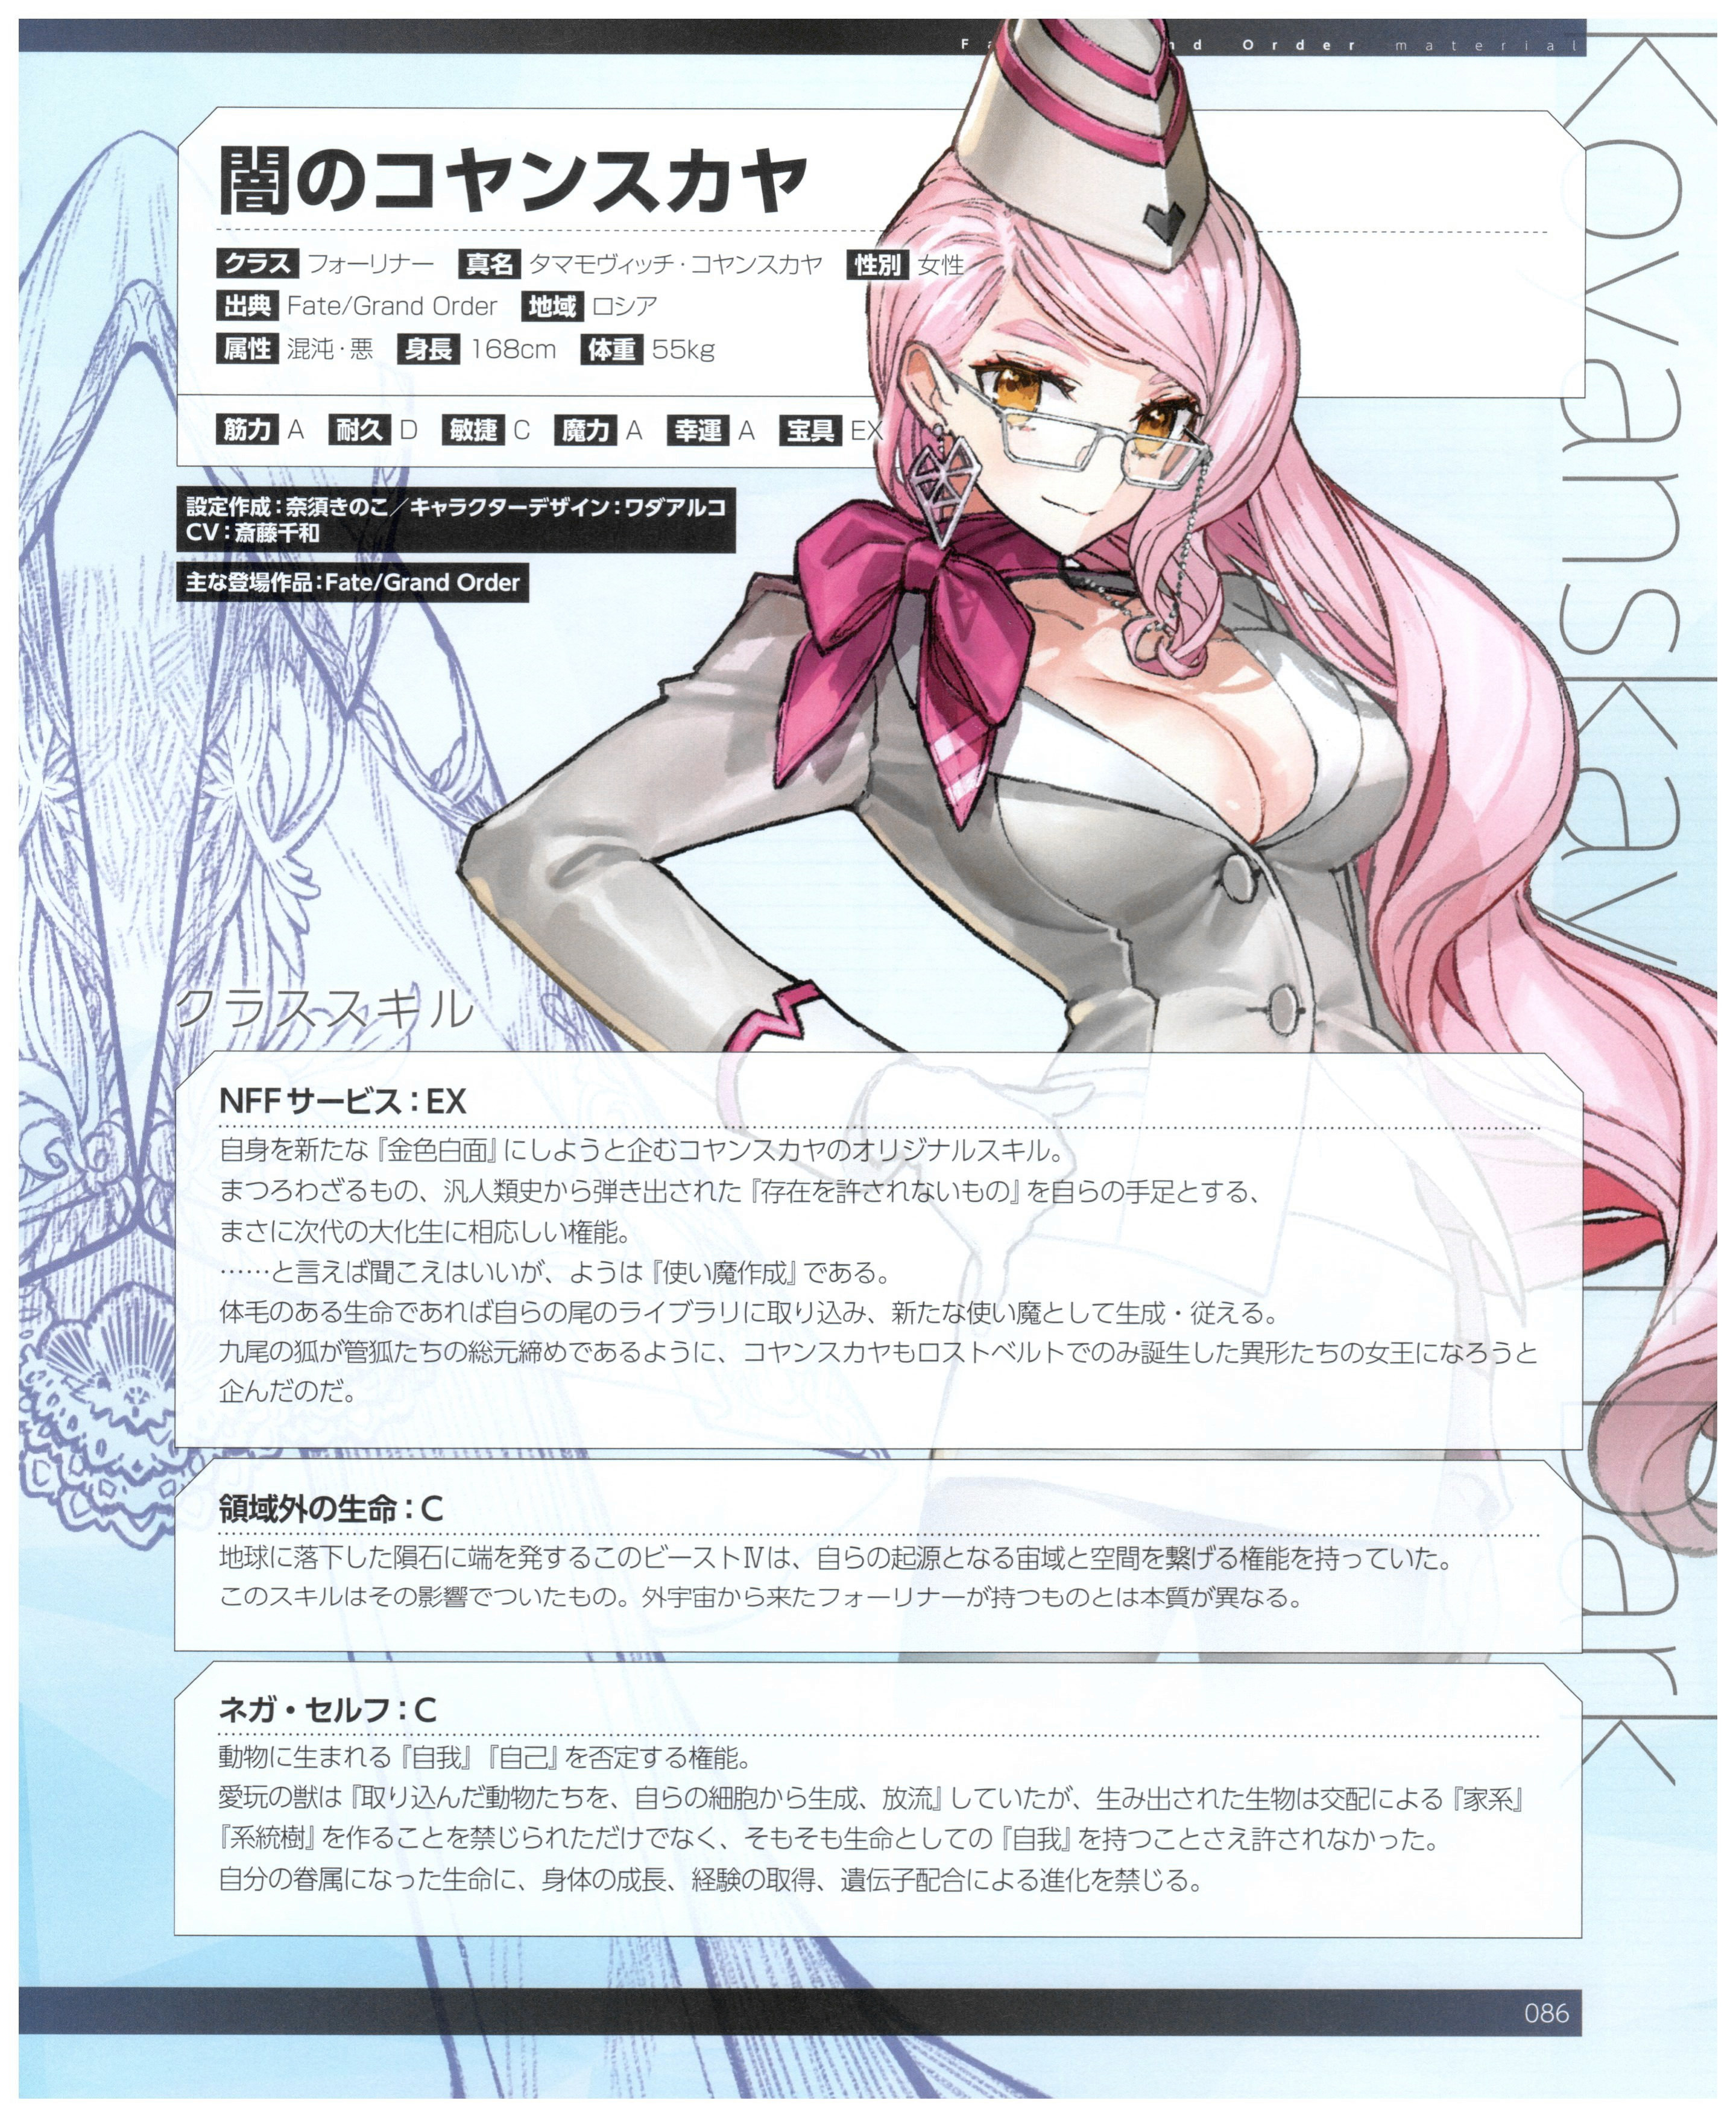 Fate/Grand Order material
闇のコヤンスカヤ
クラス フォーリナー 真名 タマモヴィッチ・コヤンスカヤ 性別 女性
出典 Fate/Grand Order 地域 ロシア
属性 混沌・悪 身長 168cm 体重 55kg
筋力 A 耐久 D 敏捷 C 魔力 A 幸運 A 宝具 EX
設定作成：奈須きのこ／キャラクターデザイン：ワダアルコ
CV：斎藤千和
主な登場作品：Fate/Grand Order
クラススキル
NFFサービス：EX
自身を新たな『金色白面』にしようと企むコヤンスカヤのオリジナルスキル。
まつろわざるもの、汎人類史から弾き出された『存在を許されないもの』を自らの手足とする、
まさに次代の大化生に相応しい権能。
……と言えば聞こえはいいが、ようは『使い魔作成』である。
体毛のある生命であれば自らの尾のライブラリに取り込み、新たな使い魔として生成・従える。
九尾の狐が管狐たちの総元締めであるように、コヤンスカヤもロストベルトでのみ誕生した異形たちの女王になろうと
企んだのだ。
領域外の生命：C
地球に落下した隕石に端を発するこのビーストⅣは、自らの起源となる宙域と空間を繋げる権能を持っていた。
このスキルはその影響でついたもの。外宇宙から来たフォーリナーが持つものとは本質が異なる。
ネガ・セルフ：C
動物に生まれる『自我』『自己』を否定する権能。
愛玩の獣は『取り込んだ動物たちを、自らの細胞から生成、放流』していたが、生み出された生物は交配による『家系』
『系統樹』を作ることを禁じられただけでなく、そもそも生命としての『自我』を持つことさえ許されなかった。
自分の眷属になった生命に、身体の成長、経験の取得、遺伝子配合による進化を禁じる。
086